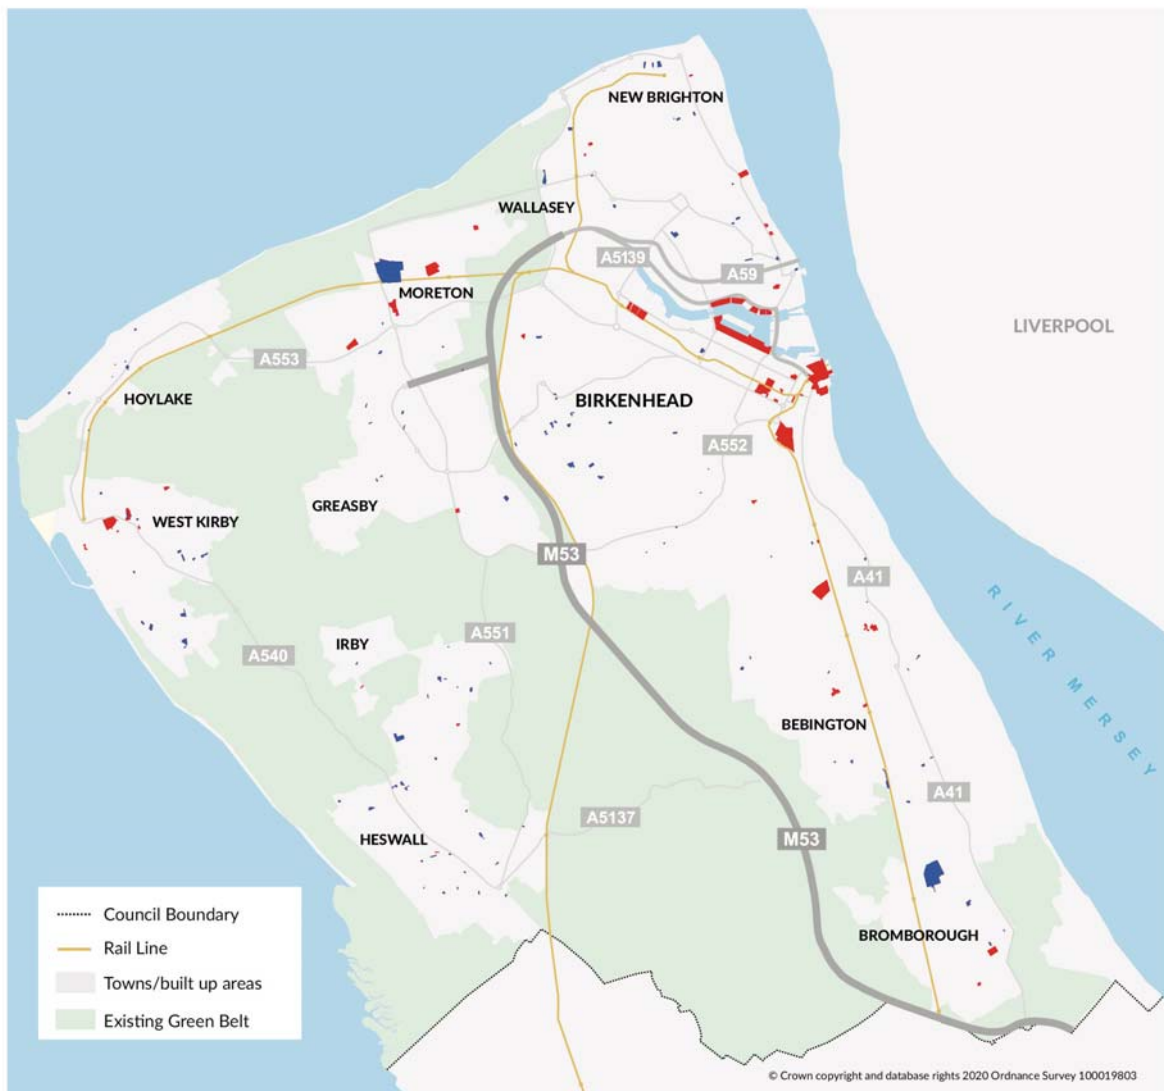 NEW BRIGHTON
WALLASEY
A5139
A59
MORETON
LIVERPOOL
A553
HOYLAKE
BIRKENHEAD
A552
GREASBY
WEST KIRBY
M53
A41
RIVER MERSEY
IRBY
A551
A540
BEBINGTON
A41
A5137
HESWALL
M53
BROMBOROUGH
Council Boundary
Rail Line
Towns/built up areas
Existing Green Belt
© Crown copyright and database rights 2020 Ordnance Survey 100019803